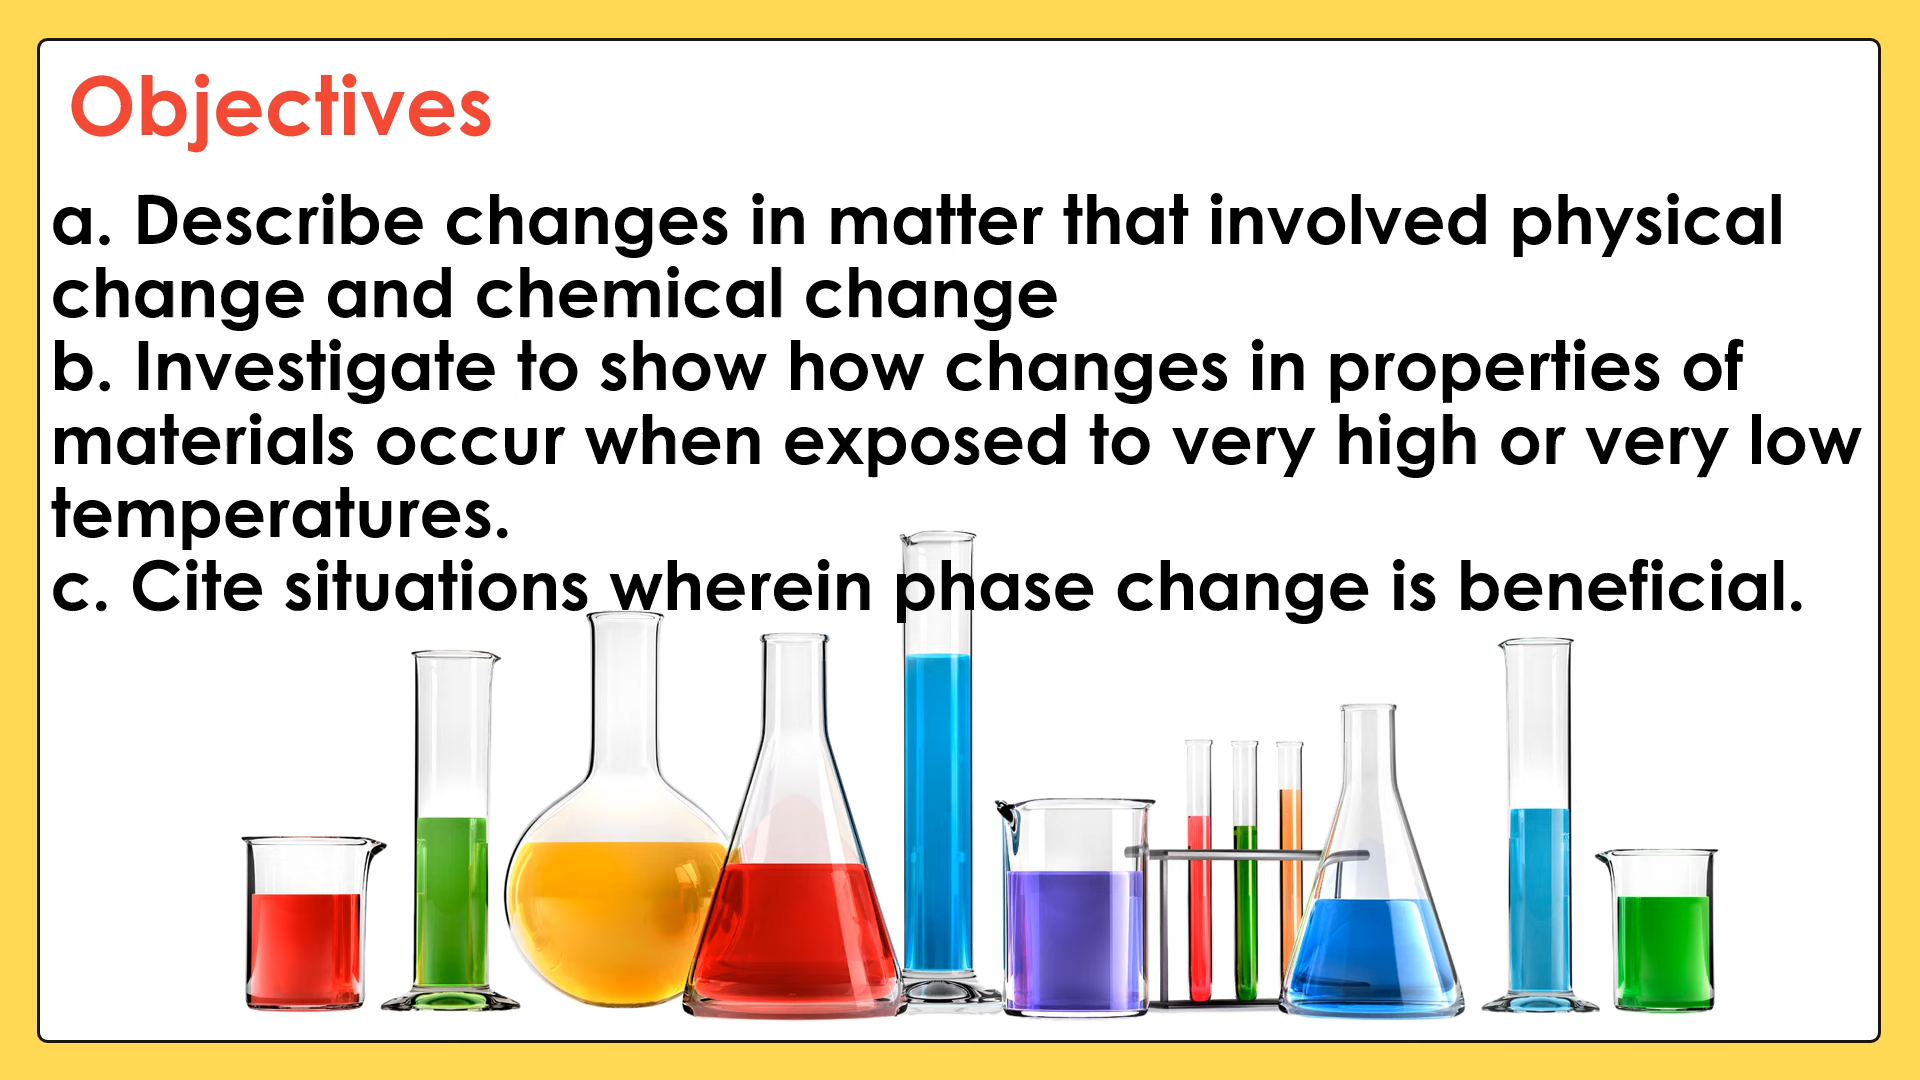 Objectives
a. Describe changes in matter that involved physical
change and chemical change
b. Investigate to show how changes in properties of
materials occur when exposed to very high or very low
temperatures.
c. Cite situations wherein phase change is beneficial.